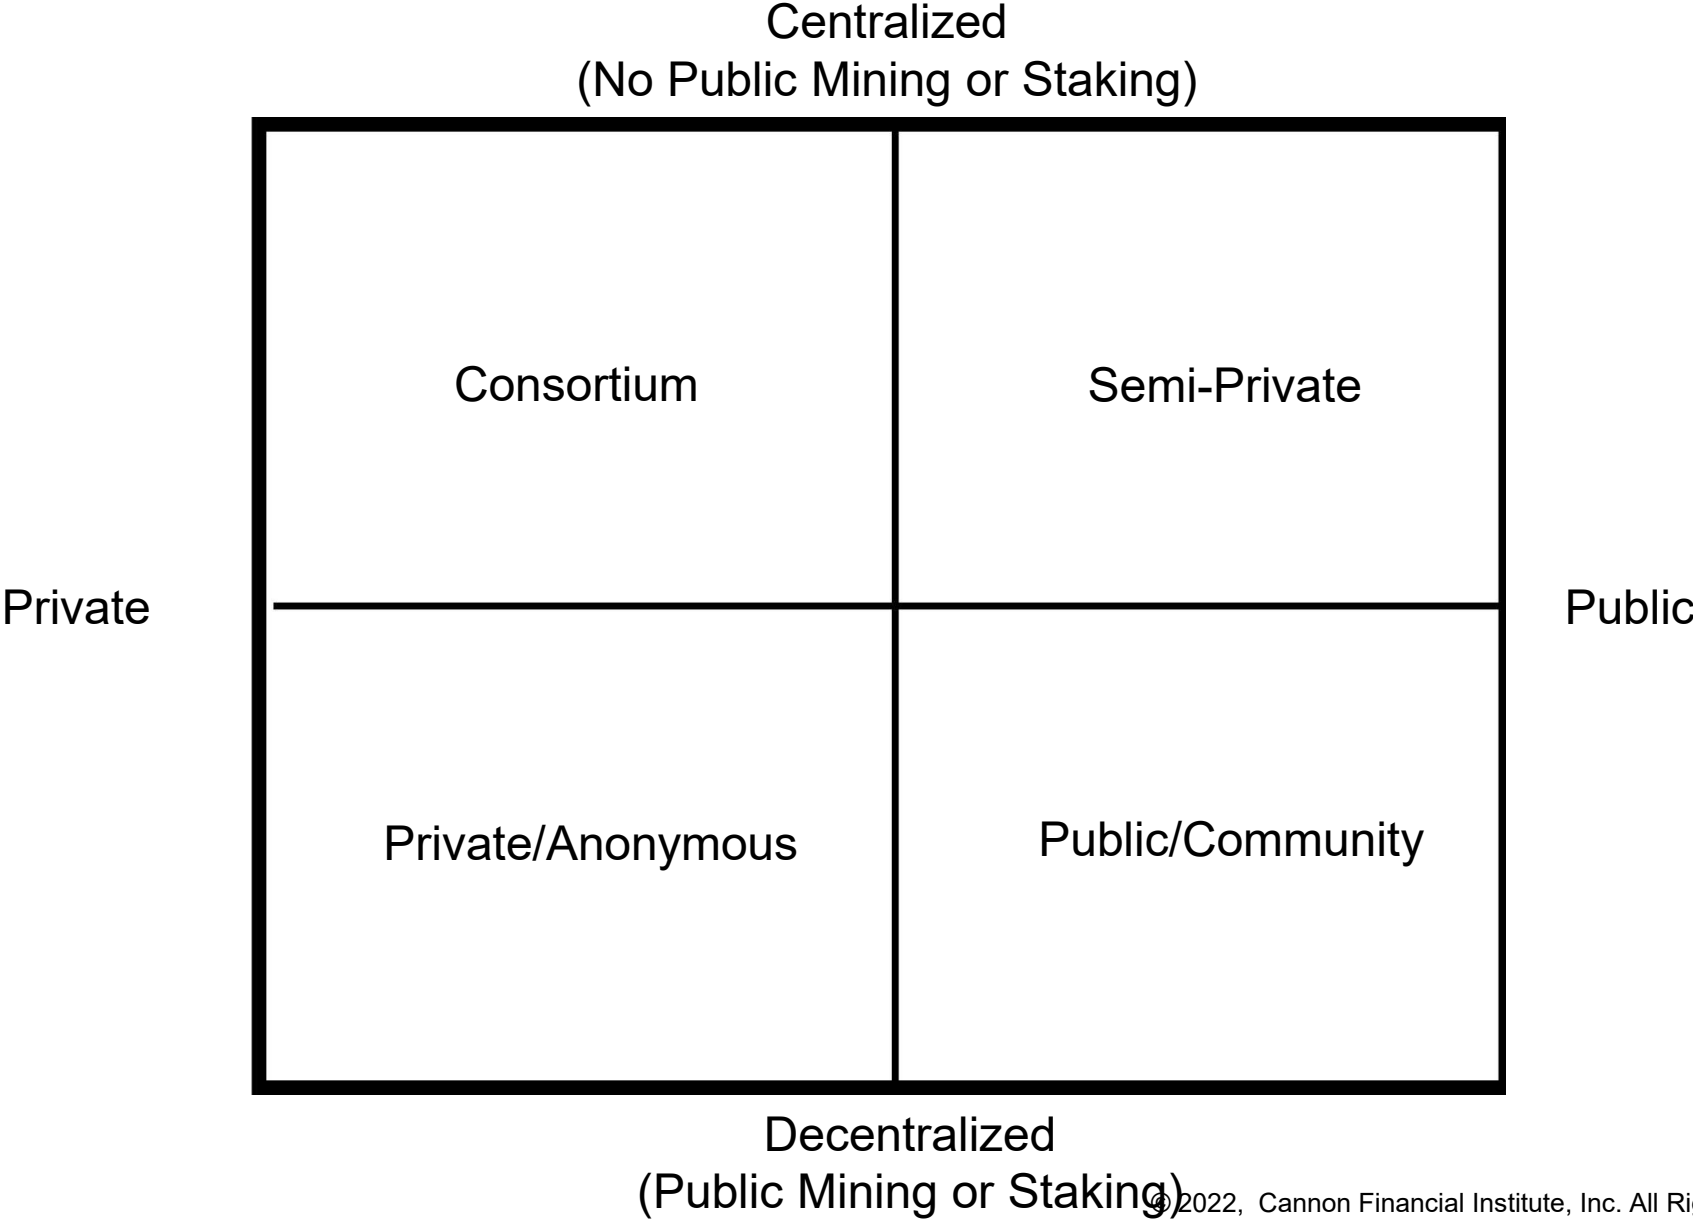 Centralized
(No Public Mining or Staking)
Consortium
Semi-Private
Private
Public
Private/Anonymous
Public/Community
Decentralized
(Public Mining or Staking)
© 2022, Cannon Financial Institute, Inc. All